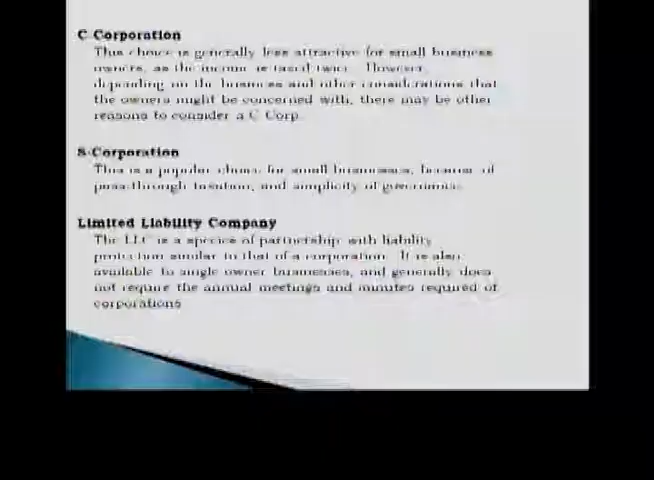 C Corporation
This choice is generally less attractive for small business
owners, as the income is taxed twice. However,
depending on the business and other considerations that
the owners might be concerned with, there may be other
reasons to consider a C Corp.
S-Corporation
This is a popular choice for small businesses, because of
pass-through taxation, and simplicity of governance.
Limited Liability Company
The LLC is a species of partnership with liability
protection similar to that of a corporation. It is also
available to single owner businesses, and generally does
not require the annual meetings and minutes required of
corporations